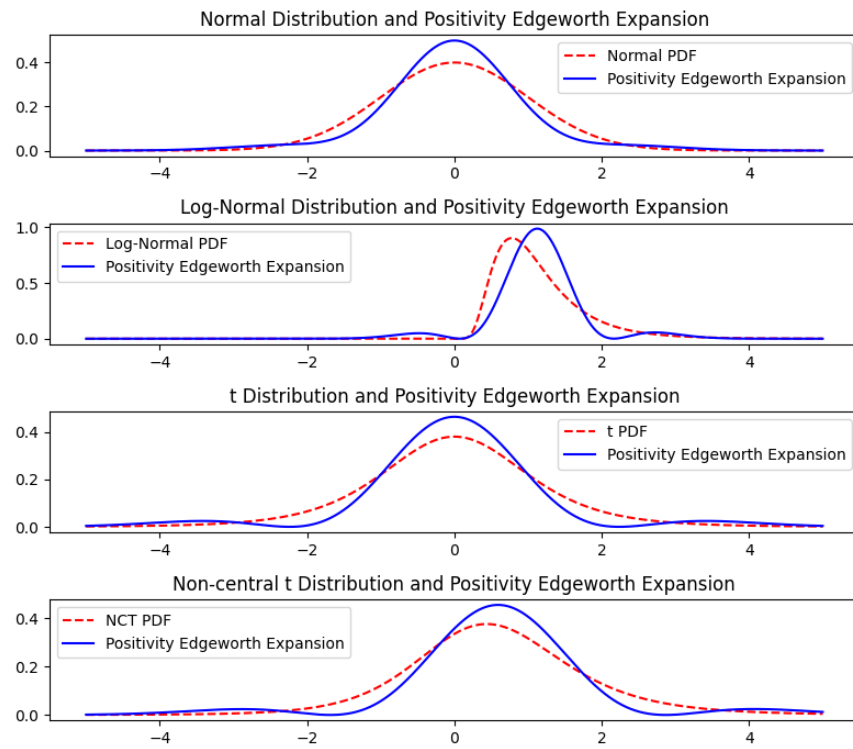 Normal Distribution and Positivity Edgeworth Expansion
Normal PDF
Positivity Edgeworth Expansion
0.4
0.2
0.0
−4 −2 0 2 4
Log-Normal Distribution and Positivity Edgeworth Expansion
Log-Normal PDF
Positivity Edgeworth Expansion
1.0
0.5
0.0
−4 −2 0 2 4
t Distribution and Positivity Edgeworth Expansion
t PDF
Positivity Edgeworth Expansion
0.4
0.2
0.0
−4 −2 0 2 4
Non-central t Distribution and Positivity Edgeworth Expansion
NCT PDF
Positivity Edgeworth Expansion
0.4
0.2
0.0
−4 −2 0 2 4